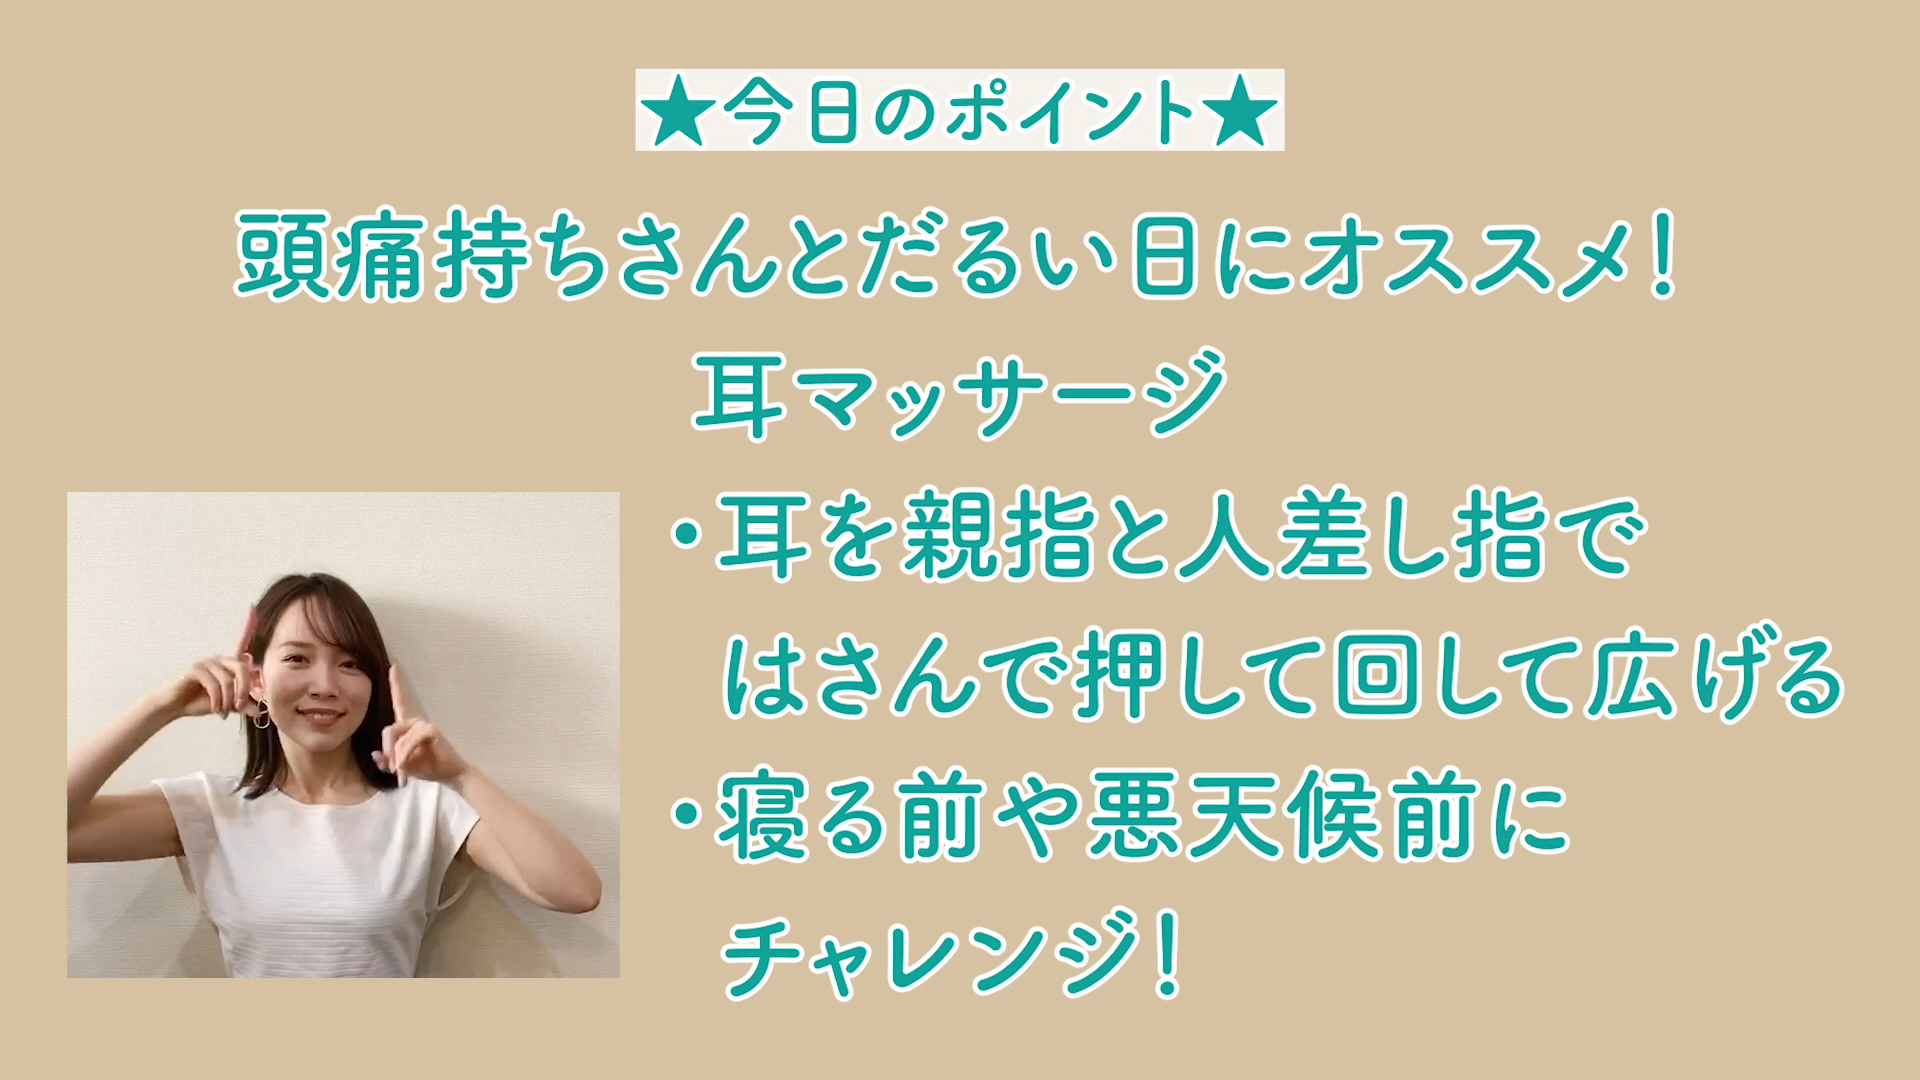 ★今日のポイント★
頭痛持ちさんとだるい日にオススメ!
耳マッサージ
・耳を親指と人差し指で
はさんで押して回して広げる
・寝る前や悪天候前に
チャレンジ!